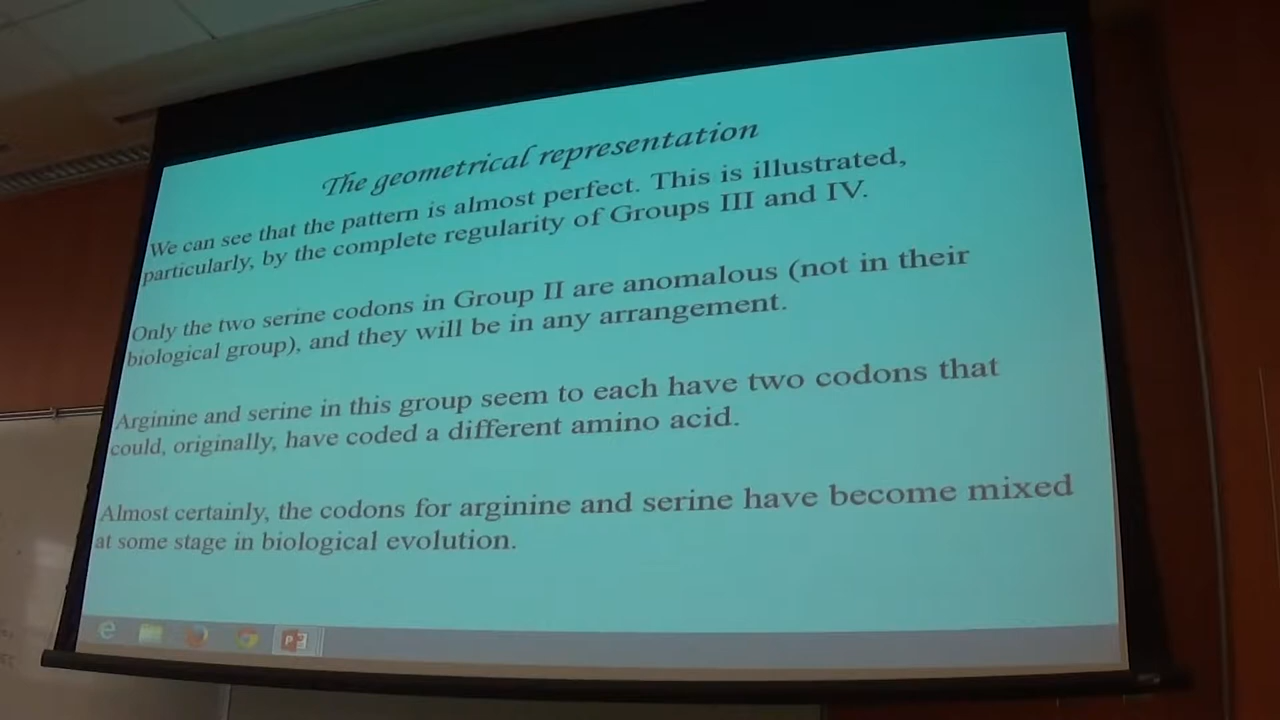 The geometrical representation
We can see that the pattern is almost perfect. This is illustrated,
particularly, by the complete regularity of Groups III and IV.
Only the two serine codons in Group II are anomalous (not in their
biological group), and they will be in any arrangement.
Arginine and serine in this group seem to each have two codons that
could, originally, have coded a different amino acid.
Almost certainly, the codons for arginine and serine have become mixed
at some stage in biological evolution.